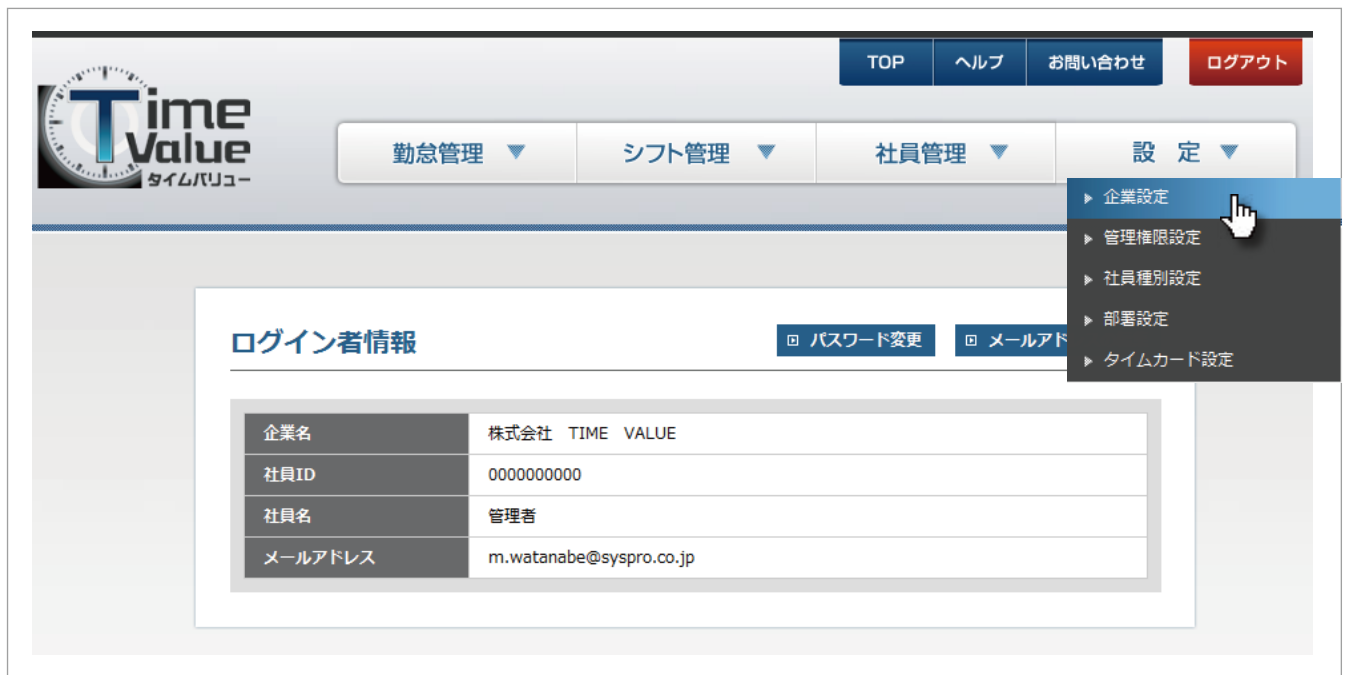 TOP ヘルプ お問い合わせ ログアウト
Time
Value
タイムバリュー
勤怠管理 ▼ シフト管理 ▼ 社員管理 ▼ 設 定 ▼
企業設定
管理権限設定
社員種別設定
部署設定
タイムカード設定
ログイン者情報
パスワード変更 メールアド
企業名 株式会社 TIME VALUE
社員ID 0000000000
社員名 管理者
メールアドレス m.watanabe@syspro.co.jp